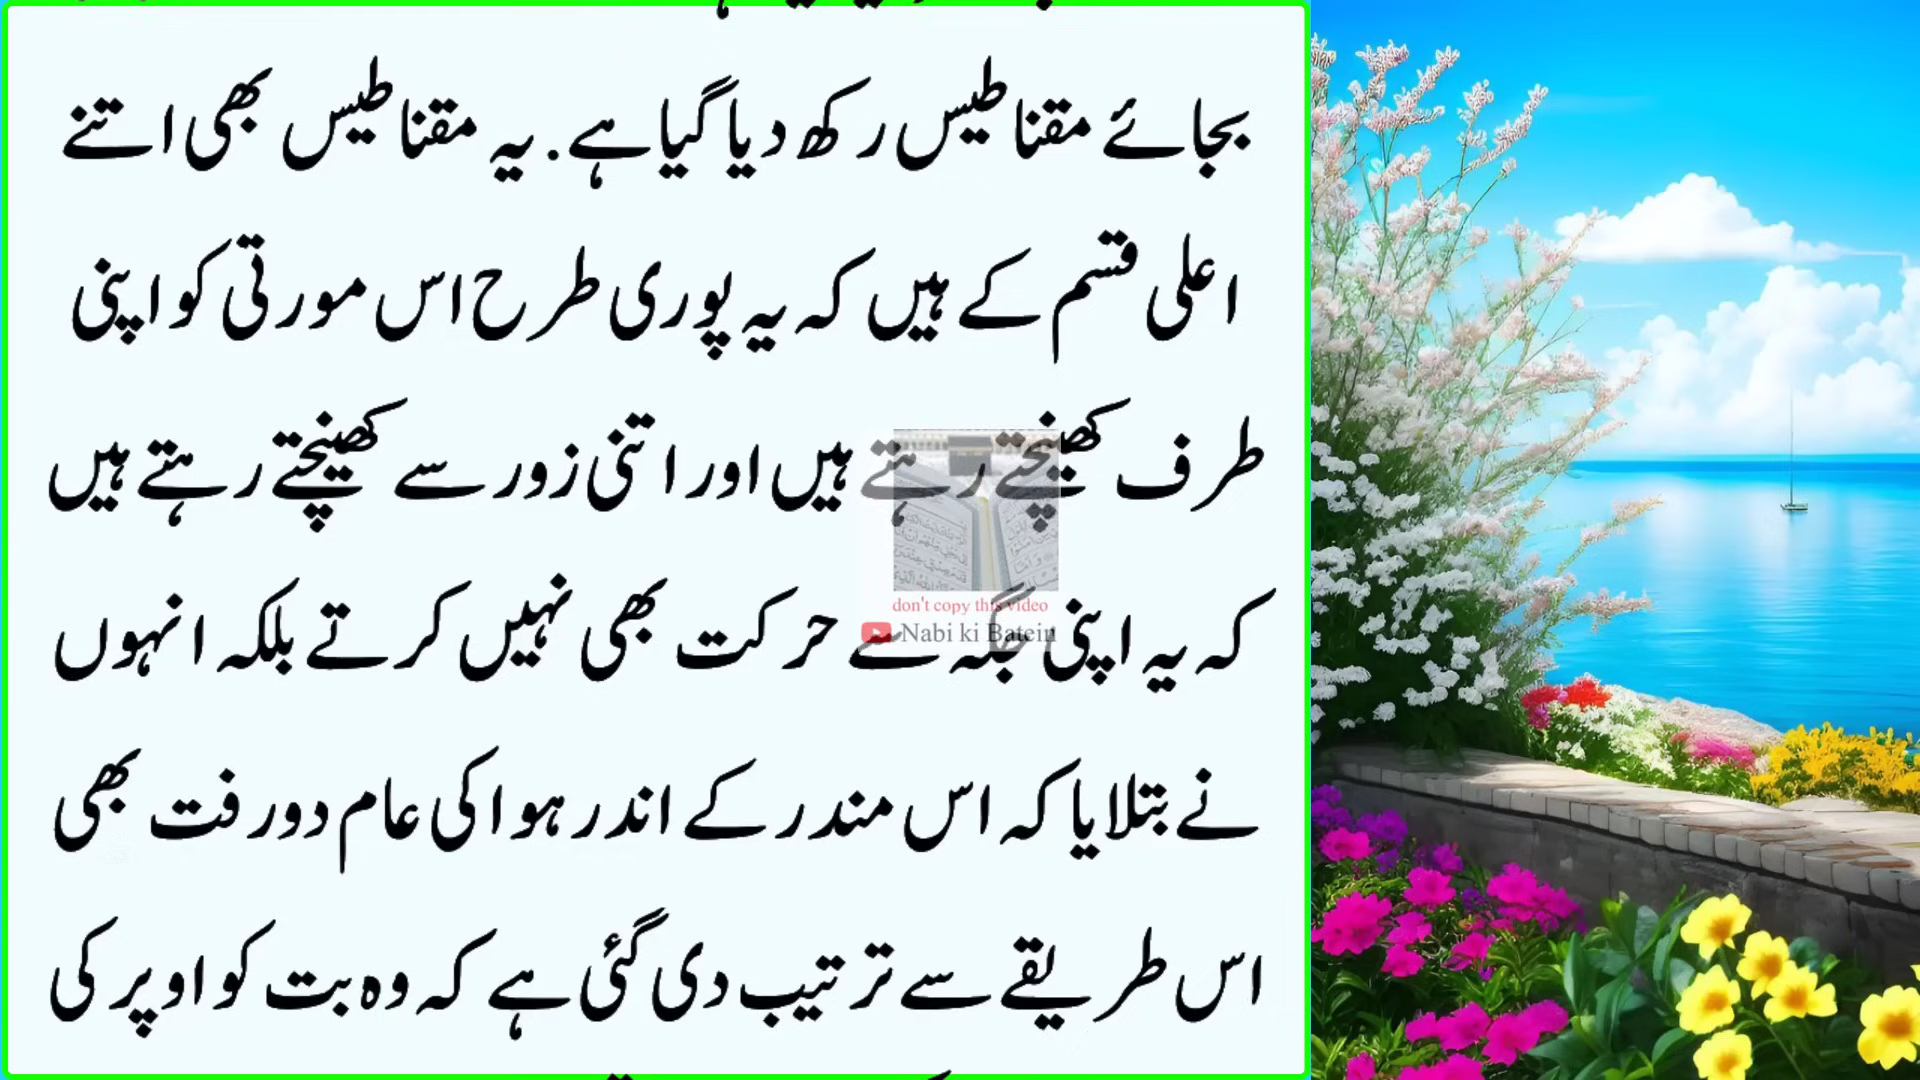 بجائے مقناطیس رکھ دیا گیا ہے. یہ مقناطیس بھی اتنے
اعلی قسم کے ہیں کہ یہ پوری طرح اس مورتی کو اپنی
طرف کھینچتے رہتے ہیں اور اتنی زور سے کھینچتے رہتے ہیں
don't copy this video
کہ یہ اپنی جگہ سے حرکت بھی نہیں کرتے بلکہ انہوں
Nabi ki Batein
نے بتلایا کہ اس مندر کے اندر ہوا کی عام دورفت بھی
اس طریقے سے ترتیب دی گئی ہے کہ وہ بت کو اوپر کی